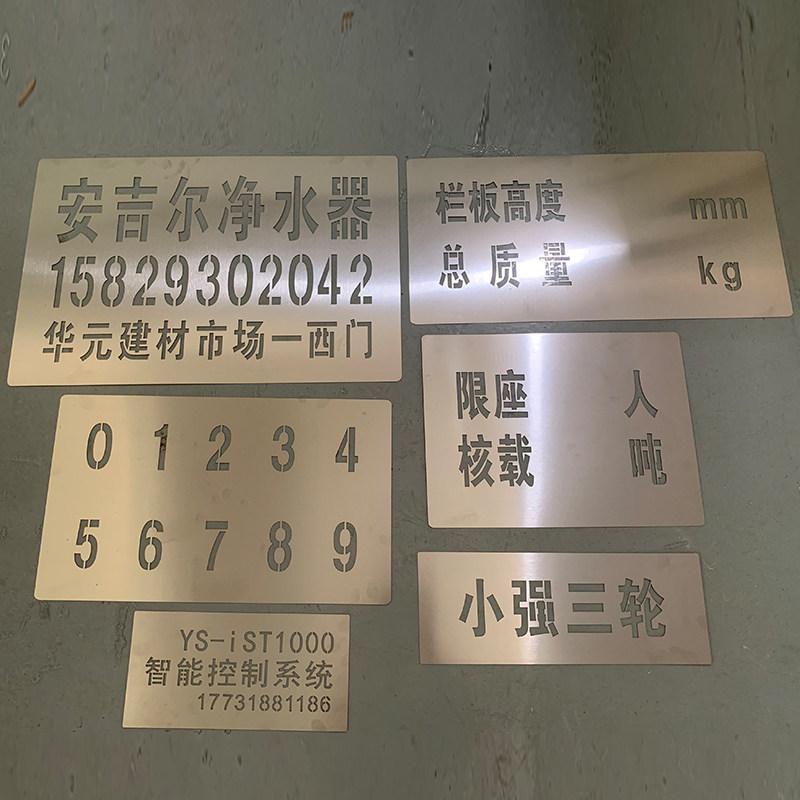 安吉尔净水器
15829302042
华元建材市场一西门
栏板高度 mm
总质量 kg
限座 人
核载 吨
0 1 2 3 4
5 6 7 8 9
小强三轮
YS-iST1000
智能控制系统
17731881186